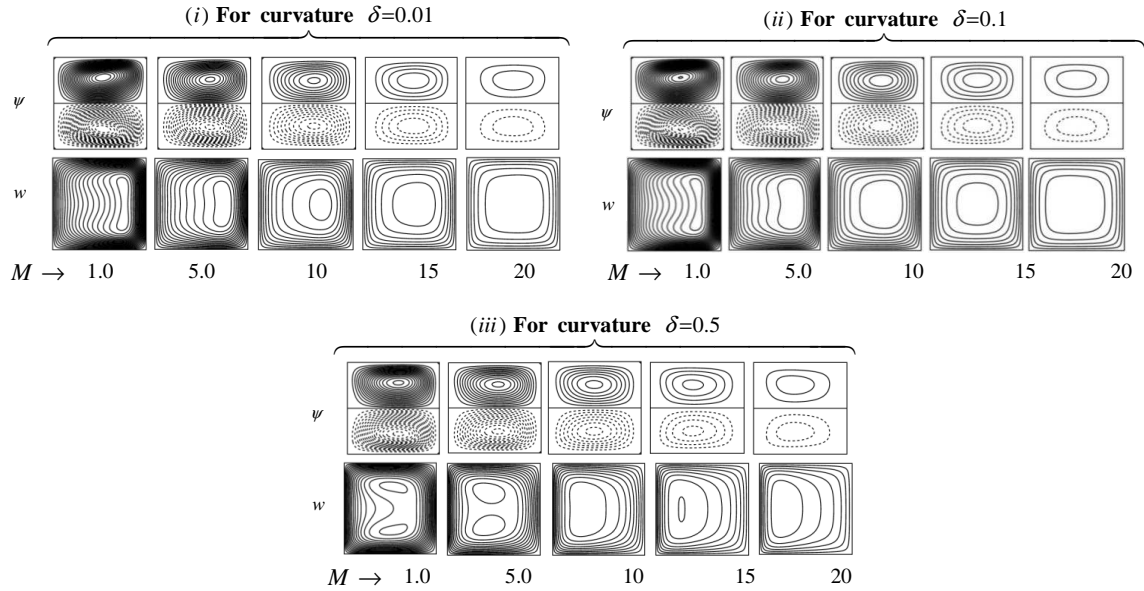 (i) For curvature δ=0.01
ψ
w
M → 1.0 5.0 10 15 20
(ii) For curvature δ=0.1
ψ
w
M → 1.0 5.0 10 15 20
(iii) For curvature δ=0.5
ψ
w
M → 1.0 5.0 10 15 20